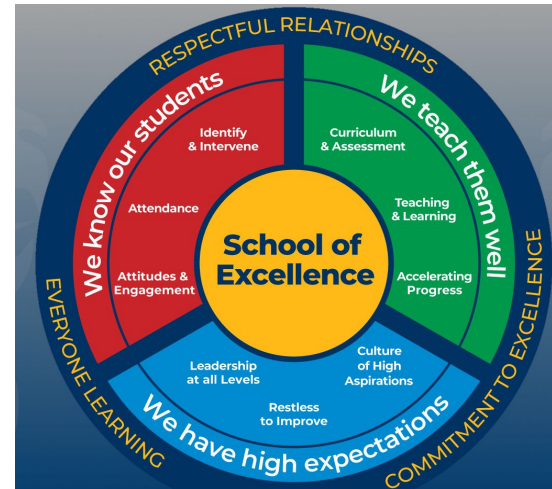 RESPECTFUL RELATIONSHIPS
We know our students
Identify
& Intervene
Attendance
Attitudes &
Engagement
We teach them well
Curriculum
& Assessment
Teaching
& Learning
Accelerating
Progress
School of
Excellence
Leadership
at all Levels
Culture
of High
Aspirations
Restless
to Improve
We have high expectations
EVERYONE LEARNING
COMMITMENT TO EXCELLENCE